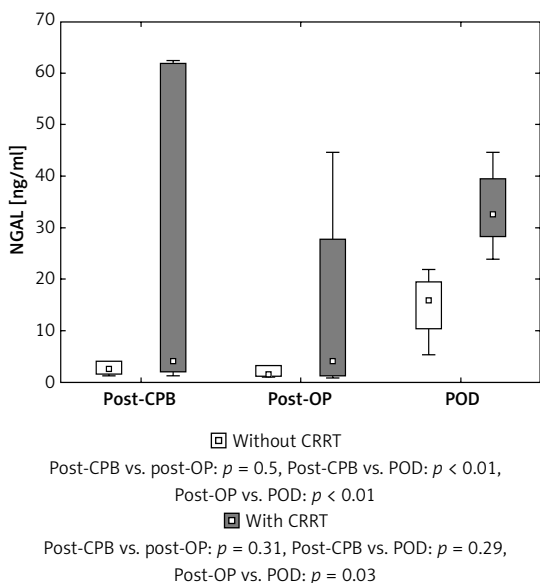 NGAL [ng/ml]
70
60
50
40
30
20
10
0
Post-CPB Post-OP POD
Without CRRT
Post-CPB vs. post-OP: p = 0.5, Post-CPB vs. POD: p < 0.01,
Post-OP vs. POD: p < 0.01
With CRRT
Post-CPB vs. post-OP: p = 0.31, Post-CPB vs. POD: p = 0.29,
Post-OP vs. POD: p = 0.03